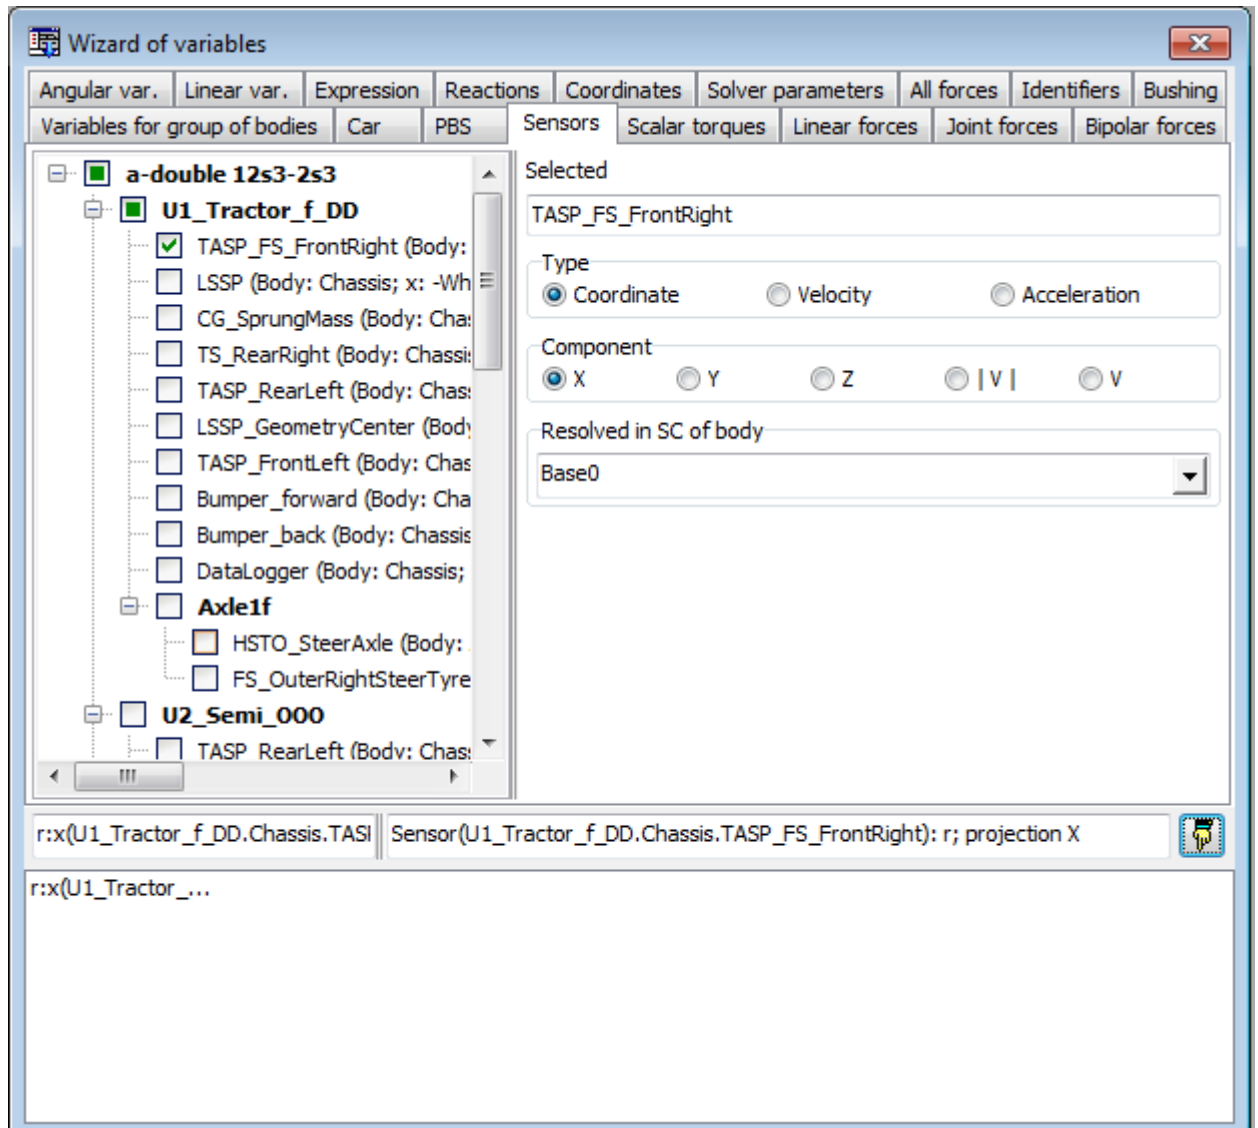 Wizard of variables
Angular var. Linear var. Expression Reactions Coordinates Solver parameters All forces Identifiers Bushing
Variables for group of bodies Car PBS Sensors Scalar torques Linear forces Joint forces Bipolar forces
a-double 12s3-2s3
U1_Tractor_f_DD
TASP_FS_FrontRight (Body:
LSSP (Body: Chassis; x: -Wh
CG_SprungMass (Body: Cha
TS_RearRight (Body: Chassi
TASP_RearLeft (Body: Chas
LSSP_GeometryCenter (Body
TASP_FrontLeft (Body: Chas
Bumper_forward (Body: Cha
Bumper_back (Body: Chassis
DataLogger (Body: Chassis;
Axle1f
HSTO_SteerAxle (Body:
FS_OuterRightSteerTyre
U2_Semi_OOO
TASP_RearLeft (Body: Chas
Selected
TASP_FS_FrontRight
Type
Coordinate Velocity Acceleration
Component
X Y Z |V| V
Resolved in SC of body
Base0
r:x(U1_Tractor_f_DD.Chassis.TASI Sensor(U1_Tractor_f_DD.Chassis.TASP_FS_FrontRight): r; projection X
r:x(U1_Tractor_...